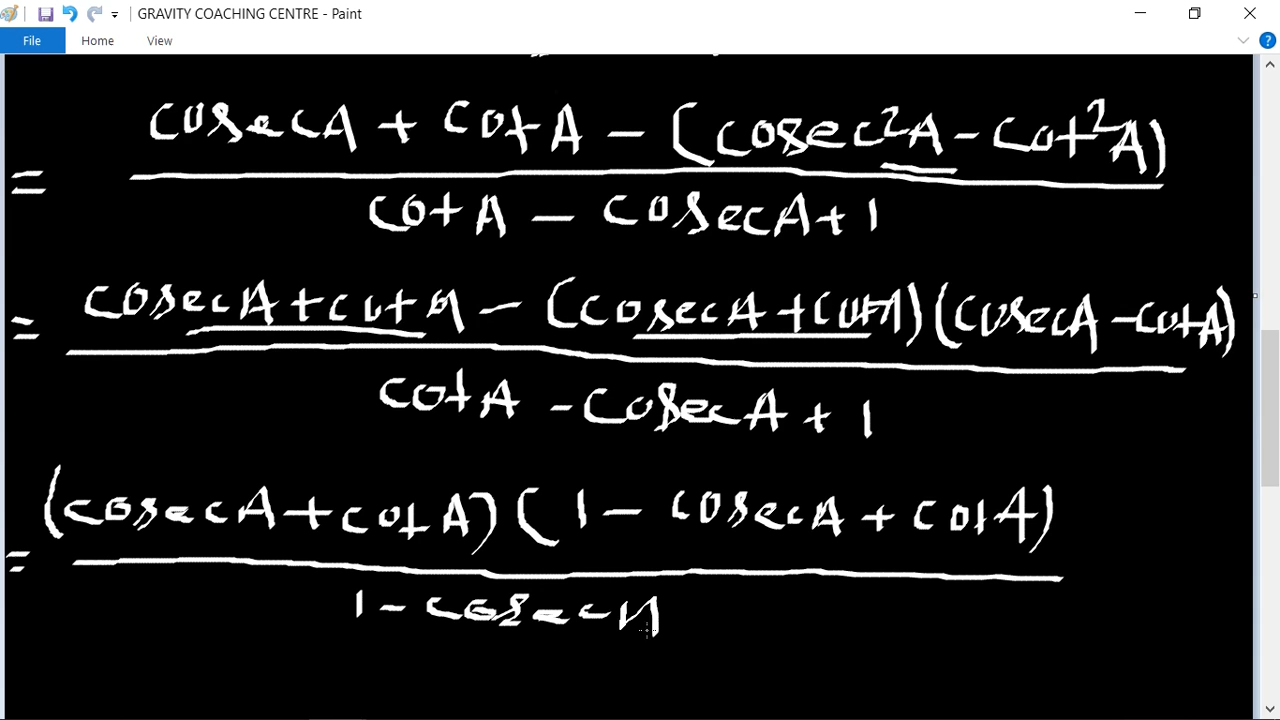 GRAVITY COACHING CENTRE - Paint
File Home View
cosecA + cotA - (cosec²A - cot²A)
=
cotA - cosecA + 1
cosecA + cotA - (cosecA + cotA)(cosecA - cotA)
=
cotA - cosecA + 1
(cosecA + cotA)(1 - cosecA + cotA)
=
1 - cosecA